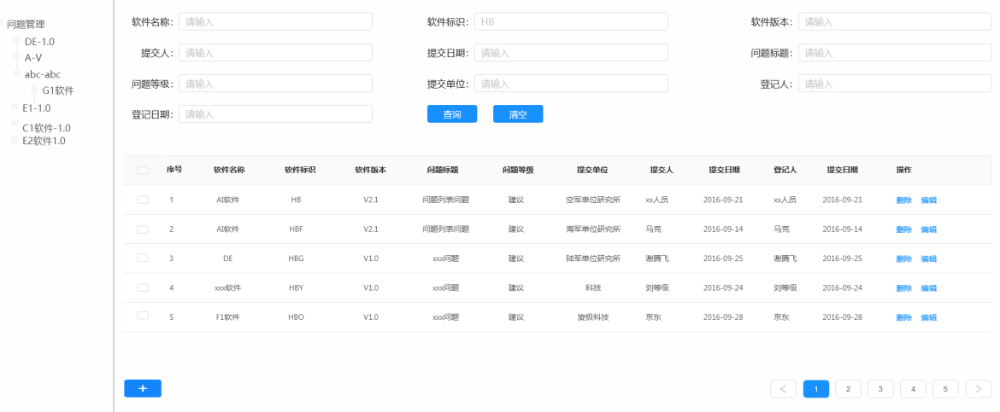 问题管理
DE-1.0
A-V
abc-abc
G1软件
E1-1.0
C1软件-1.0
E2软件1.0
软件名称: 请输入 软件标识: HB 软件版本: 请输入
提交人: 请输入 提交日期: 请输入 问题标题: 请输入
问题等级: 请输入 提交单位: 请输入 登记人: 请输入
登记日期: 请输入 查询 清空
序号 软件名称 软件标识 软件版本 问题标题 问题等级 提交单位 提交人 提交日期 登记人 提交日期 操作
1 AI软件 HB V2.1 问题列表问题 建议 空军单位研究所 xx人员 2016-09-21 xx人员 2016-09-21 删除 编辑
2 AI软件 HBF V2.1 问题列表问题 建议 海军单位研究所 马克 2016-09-14 马克 2016-09-14 删除 编辑
3 DE HBG V1.0 xxx问题 建议 陆军单位研究所 谢腾飞 2016-09-25 谢腾飞 2016-09-25 删除 编辑
4 xxx软件 HBY V1.0 xxx问题 建议 科技 刘等级 2016-09-24 刘等级 2016-09-24 删除 编辑
5 F1软件 HBO V1.0 xxx问题 建议 旋极科技 京东 2016-09-28 京东 2016-09-28 删除 编辑
+ < 1 2 3 4 5 >